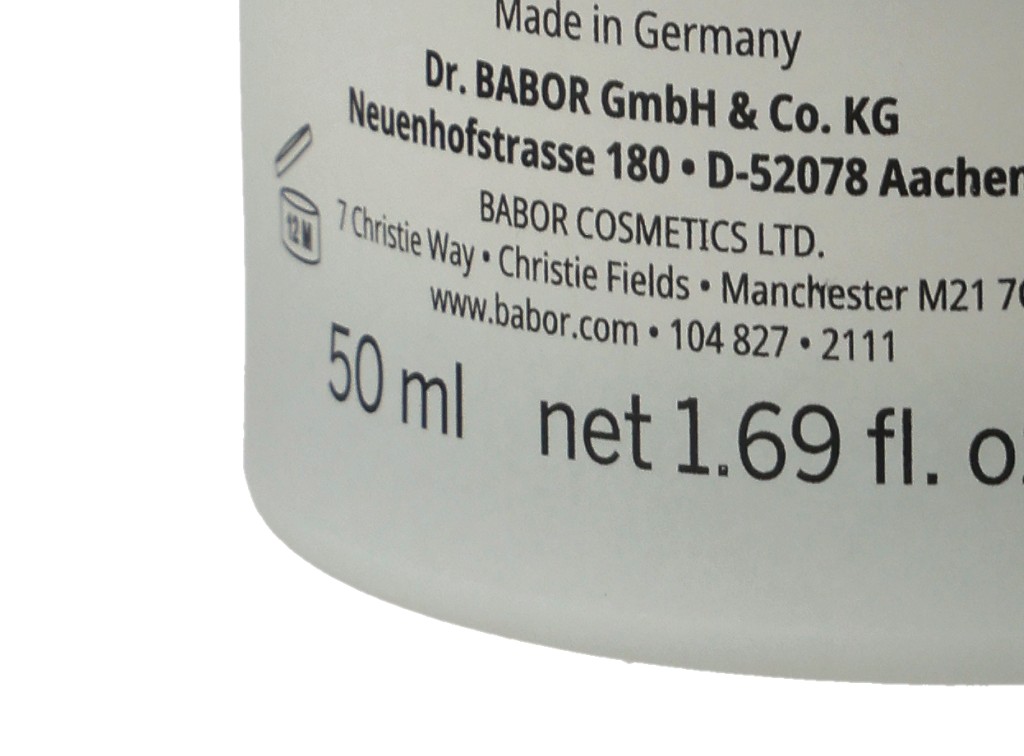 Made in Germany
Dr. BABOR GmbH & Co. KG
Neuenhofstrasse 180 • D-52078 Aachen
12 M
BABOR COSMETICS LTD.
7 Christie Way • Christie Fields • Manchester M21
www.babor.com • 104 827 • 2111
50 ml net 1.69 fl.